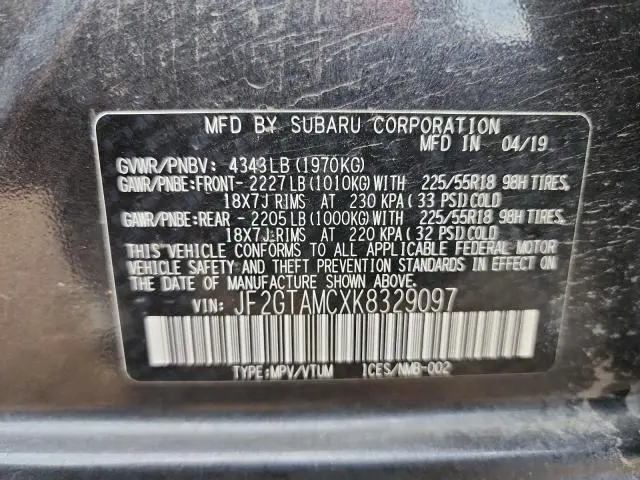 MFD BY SUBARU CORPORATION
MFD IN 04/19
GVWR/PNBV: 4343LB(1970KG)
GAWR/PNBE:FRONT- 2227LB(1010KG)WITH 225/55R18 98H TIRES,
18X7J RIMS AT 230 KPA( 33 PSI)COLD
GAWR/PNBE:REAR - 2205LB(1000KG)WITH 225/55R18 98H TIRES,
18X7J RIMS AT 220 KPA( 32 PSI)COLD
THIS VEHICLE CONFORMS TO ALL APPLICABLE FEDERAL MOTOR
VEHICLE SAFETY AND THEFT PREVENTION STANDARDS IN EFFECT ON
THE DATE OF MANUFACTURE SHOWN ABOVE.
VIN: JF2GTAMCXK8329097
TYPE:MPV/VTUM ICES/NMB-002